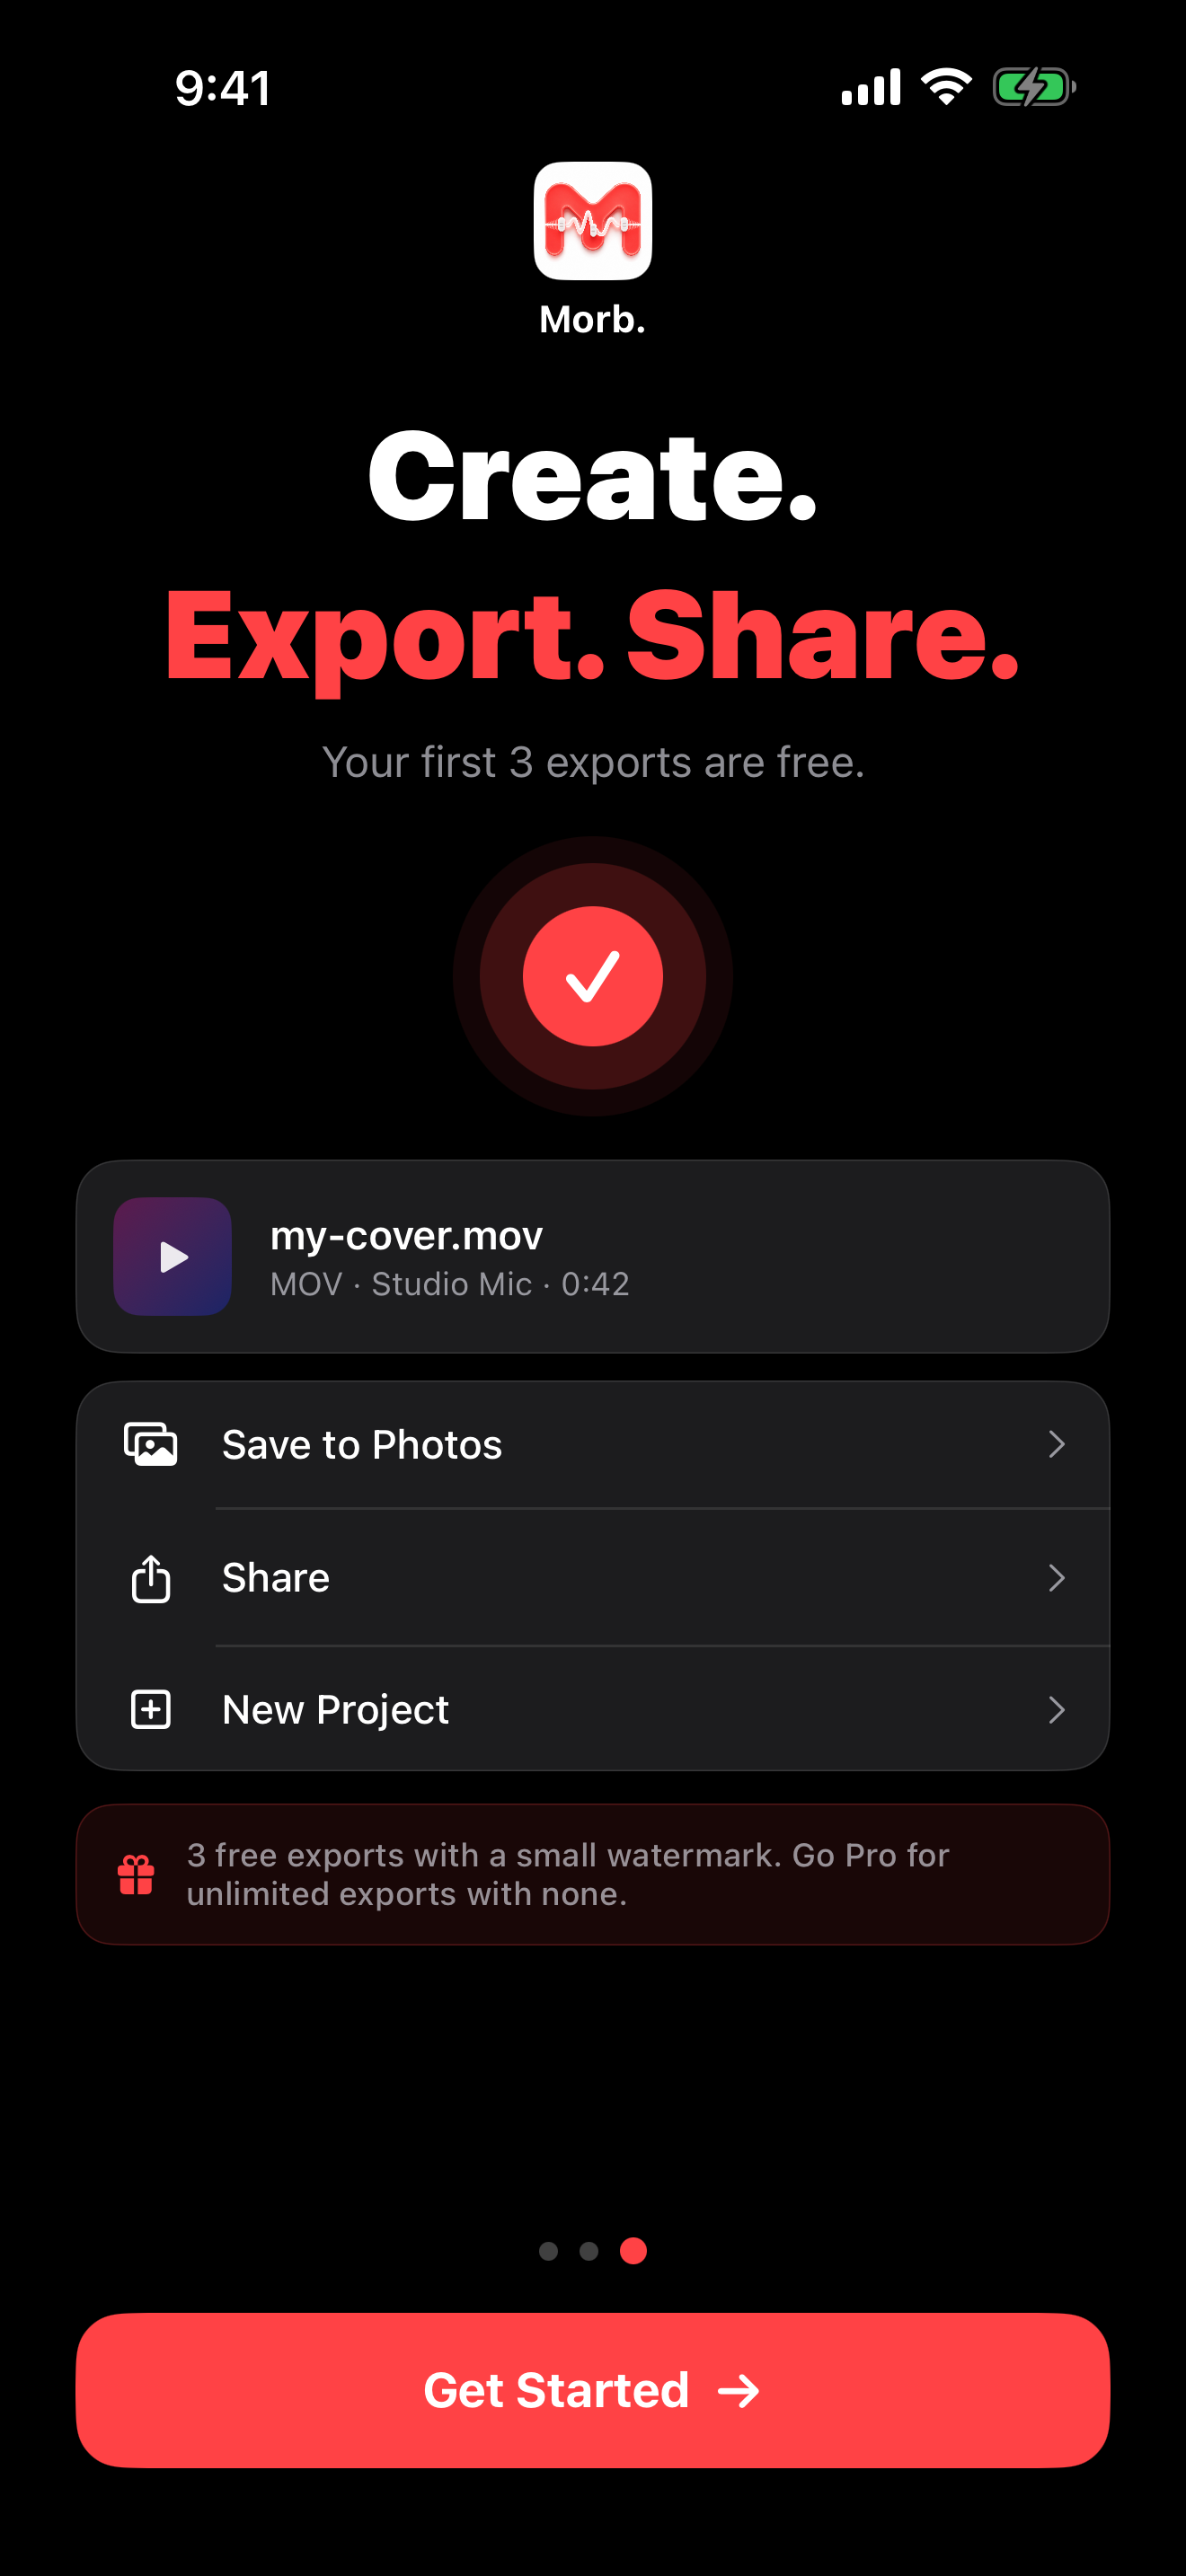 9:41
Morb.
Create.
Export. Share.
Your first 3 exports are free.
my-cover.mov
MOV · Studio Mic · 0:42
Save to Photos
Share
New Project
3 free exports with a small watermark. Go Pro for
unlimited exports with none.
Get Started →